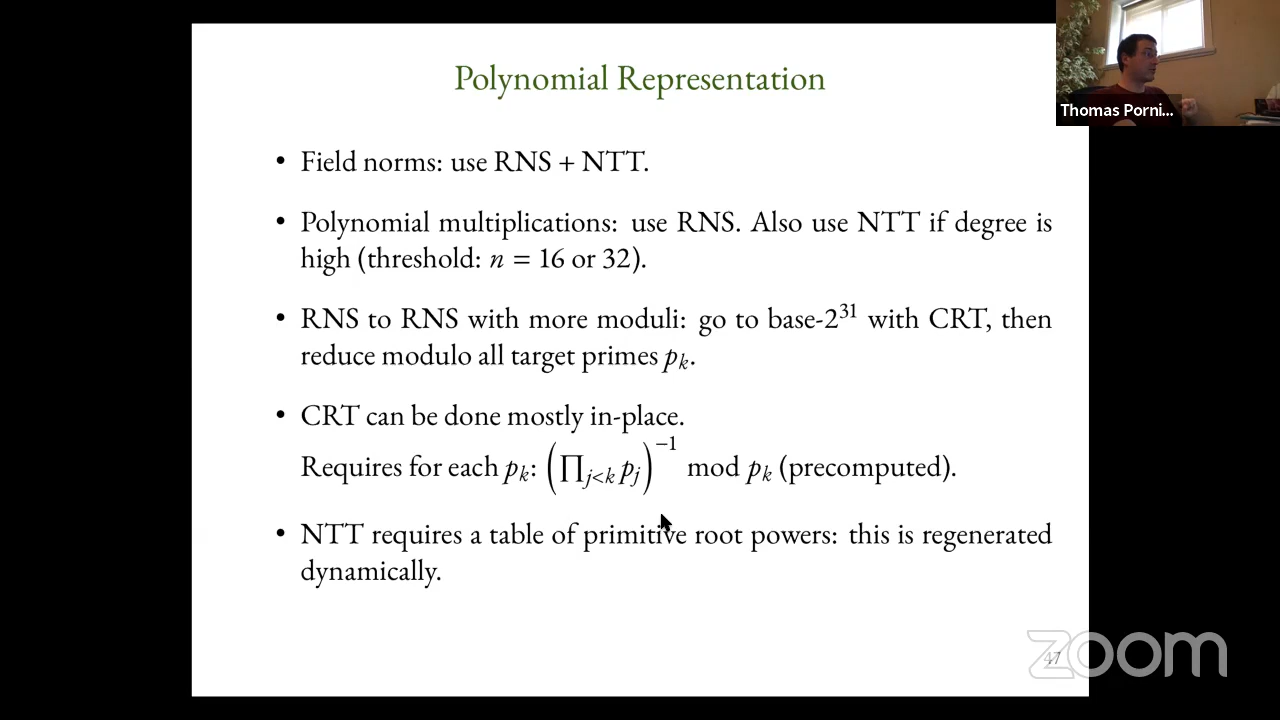 Polynomial Representation
Thomas Porni...
• Field norms: use RNS + NTT.
• Polynomial multiplications: use RNS. Also use NTT if degree is
high (threshold: n = 16 or 32).
• RNS to RNS with more moduli: go to base-2³¹ with CRT, then
reduce modulo all target primes pₖ.
• CRT can be done mostly in-place.
Requires for each pₖ: (∏_{j<k} p_j)⁻¹ mod pₖ (precomputed).
• NTT requires a table of primitive root powers: this is regenerated
dynamically.
47
zoom